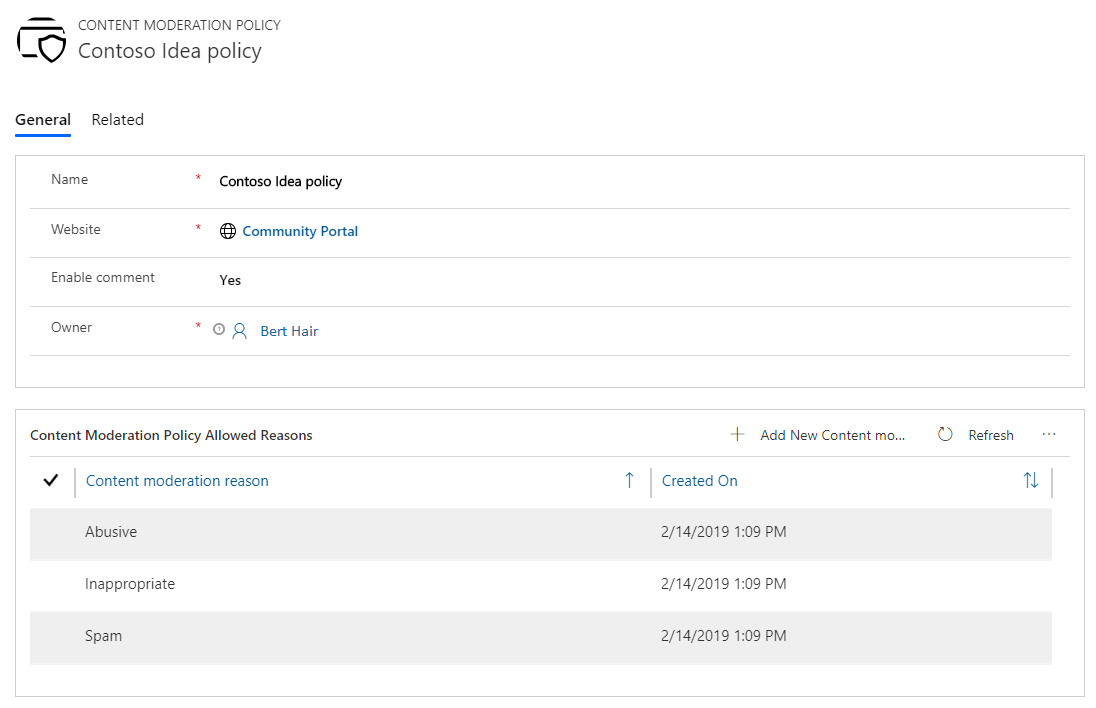 CONTENT MODERATION POLICY
Contoso Idea policy
General Related
Name * Contoso Idea policy
Website * Community Portal
Enable comment Yes
Owner * Bert Hair
Content Moderation Policy Allowed Reasons + Add New Content mo... Refresh ...
Content moderation reason ↑ Created On ↑↓
Abusive 2/14/2019 1:09 PM
Inappropriate 2/14/2019 1:09 PM
Spam 2/14/2019 1:09 PM